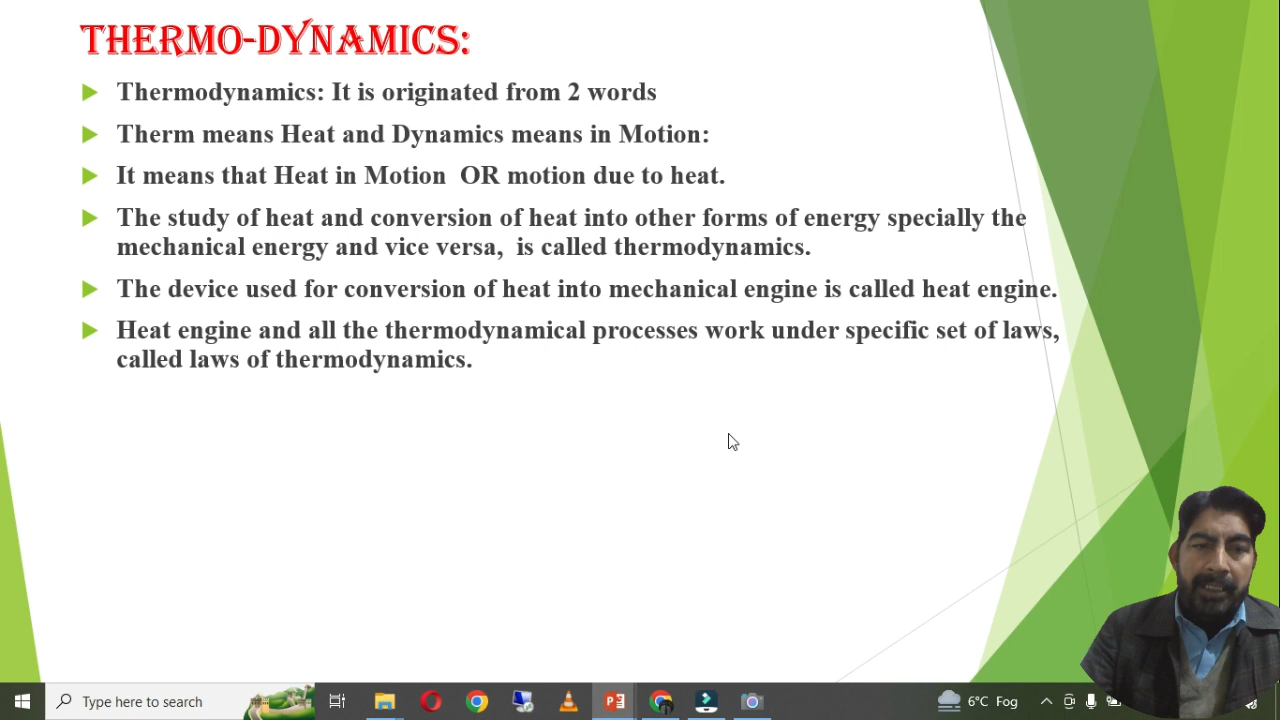 THERMO-DYNAMICS:
Thermodynamics: It is originated from 2 words
Therm means Heat and Dynamics means in Motion:
It means that Heat in Motion OR motion due to heat.
The study of heat and conversion of heat into other forms of energy specially the
mechanical energy and vice versa, is called thermodynamics.
The device used for conversion of heat into mechanical engine is called heat engine.
Heat engine and all the thermodynamical processes work under specific set of laws,
called laws of thermodynamics.
Type here to search
6°C Fog